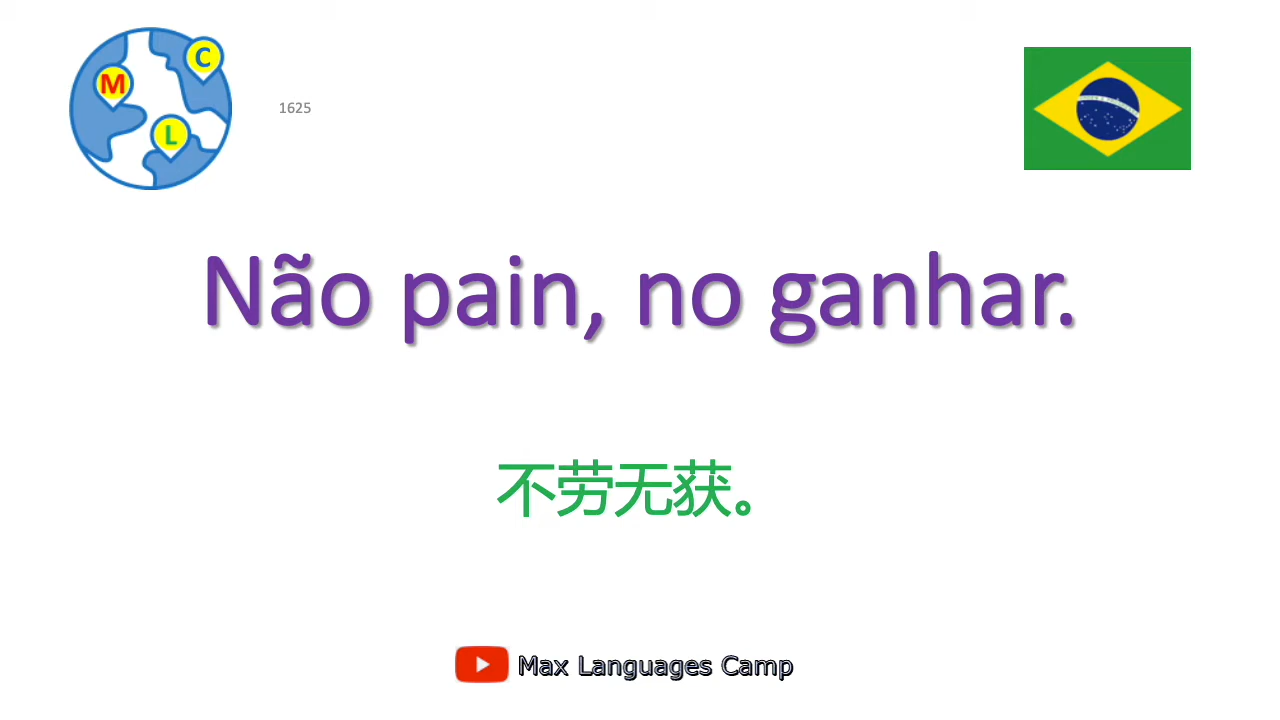 M
C
L
1625
Não pain, no ganhar.
不劳无获。
Max Languages Camp